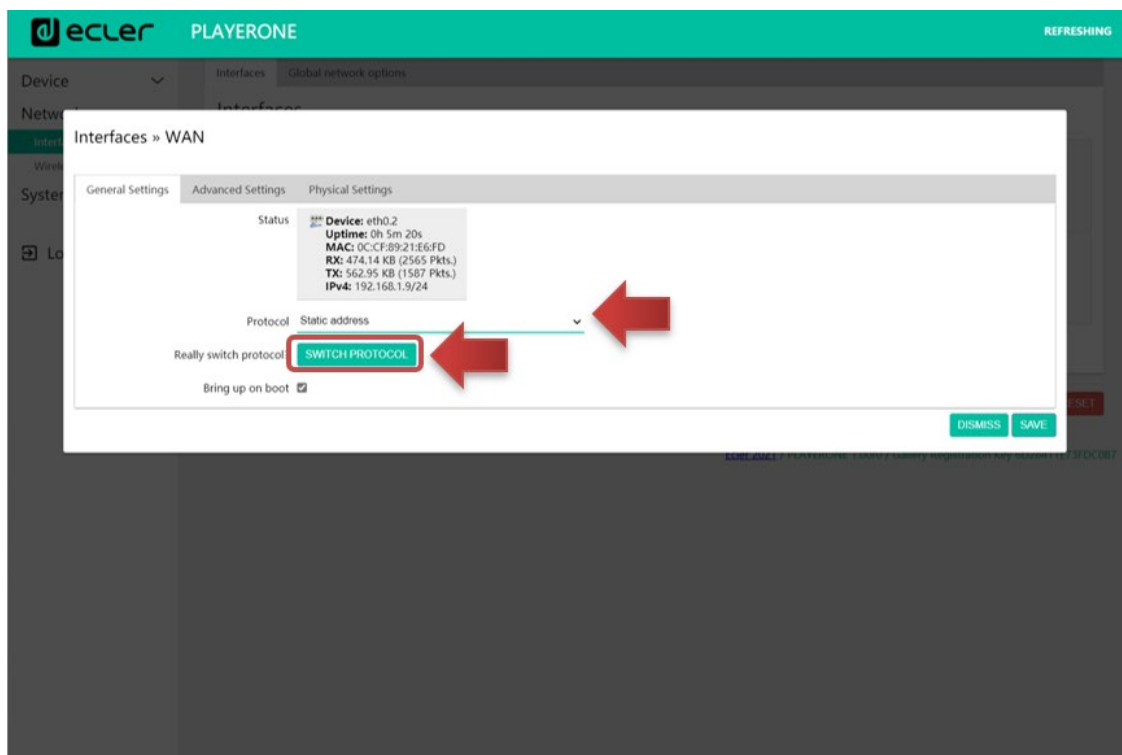 ecler PLAYERONE REFRESHING
Device
Interfaces Global network options
Interfaces
Interfaces » WAN
General Settings Advanced Settings Physical Settings
Status
Device: eth0.2
Uptime: 0h 5m 20s
MAC: 0C:CF:89:21:E6:FD
RX: 474.14 KB (2565 Pkts.)
TX: 562.95 KB (1587 Pkts.)
IPv4: 192.168.1.9/24
Protocol Static address
Really switch protocol SWITCH PROTOCOL
Bring up on boot
DISMISS SAVE